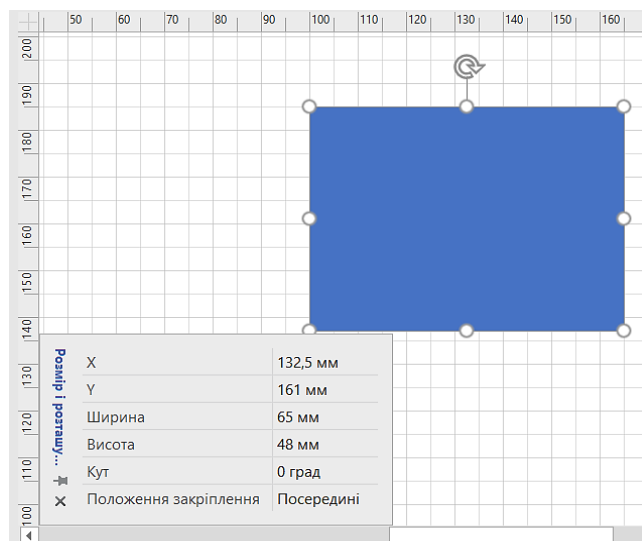 50 60 70 80 90 100 110 120 130 140 150 160
200
190
180
170
160
150
140
130
120
110
100
Розмір і розташу...
X 132,5 мм
Y 161 мм
Ширина 65 мм
Висота 48 мм
Кут 0 град
Положення закріплення Посередині